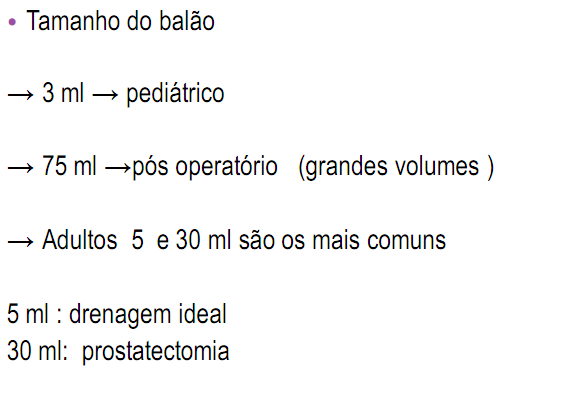 • Tamanho do balão
→ 3 ml → pediátrico
→ 75 ml →pós operatório (grandes volumes )
→ Adultos 5 e 30 ml são os mais comuns
5 ml : drenagem ideal
30 ml: prostatectomia